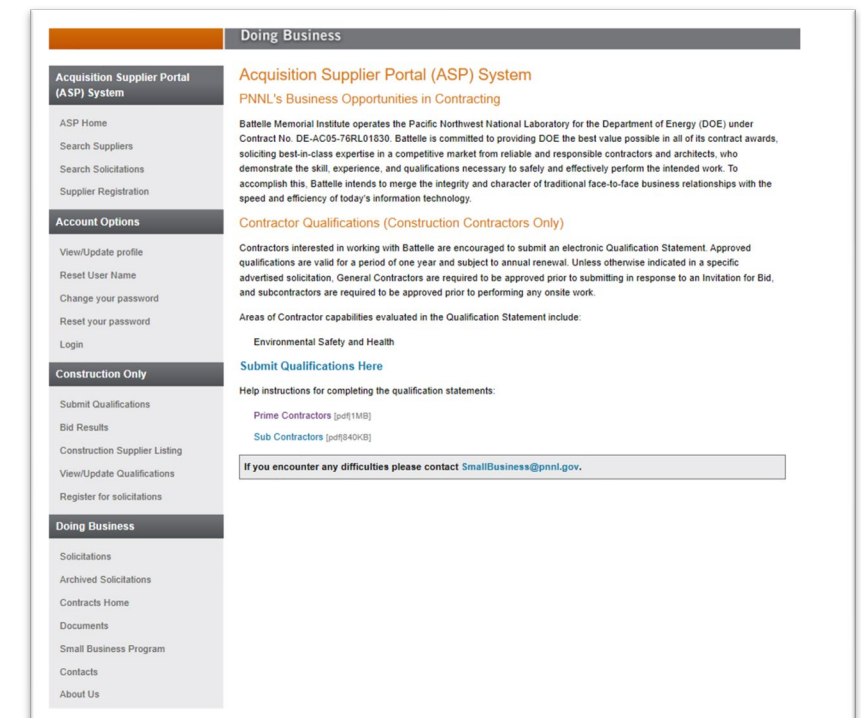 Doing Business
Acquisition Supplier Portal
(ASP) System
ASP Home
Search Suppliers
Search Solicitations
Supplier Registration
Account Options
View/Update profile
Reset User Name
Change your password
Reset your password
Login
Construction Only
Submit Qualifications
Bid Results
Construction Supplier Listing
View/Update Qualifications
Register for solicitations
Doing Business
Solicitations
Archived Solicitations
Contracts Home
Documents
Small Business Program
Contacts
About Us
Acquisition Supplier Portal (ASP) System
PNNL's Business Opportunities in Contracting
Battelle Memorial Institute operates the Pacific Northwest National Laboratory for the Department of Energy (DOE) under
Contract No. DE-AC05-76RL01830. Battelle is committed to providing DOE the best value possible in all of its contract awards,
soliciting best-in-class expertise in a competitive market from reliable and responsible contractors and architects, who
demonstrate the skill, experience, and qualifications necessary to safely and effectively perform the intended work. To
accomplish this, Battelle intends to merge the integrity and character of traditional face-to-face business relationships with the
speed and efficiency of today's information technology.
Contractor Qualifications (Construction Contractors Only)
Contractors interested in working with Battelle are encouraged to submit an electronic Qualification Statement. Approved
qualifications are valid for a period of one year and subject to annual renewal. Unless otherwise indicated in a specific
advertised solicitation, General Contractors are required to be approved prior to submitting in response to an Invitation for Bid,
and subcontractors are required to be approved prior to performing any onsite work.
Areas of Contractor capabilities evaluated in the Qualification Statement include:
Environmental Safety and Health
Submit Qualifications Here
Help instructions for completing the qualification statements:
Prime Contractors [pdf|1MB]
Sub Contractors [pdf|840KB]
If you encounter any difficulties please contact SmallBusiness@pnnl.gov.